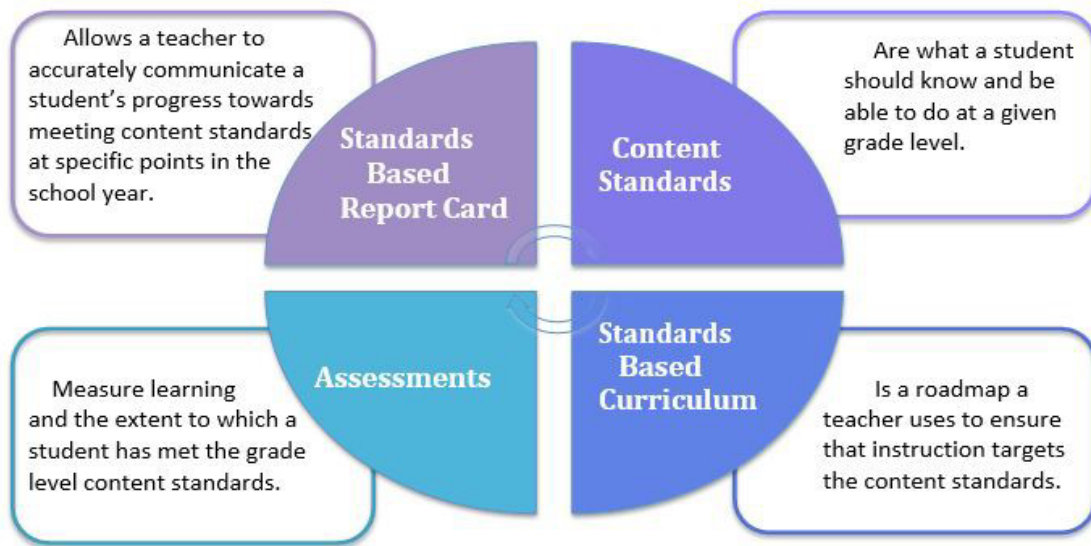 Allows a teacher to
accurately communicate a
student's progress towards
meeting content standards
at specific points in the
school year.
Standards
Based
Report Card
Content
Standards
Are what a student
should know and be
able to do at a given
grade level.
Measure learning
and the extent to which a
student has met the grade
level content standards.
Assessments
Standards
Based
Curriculum
Is a roadmap a
teacher uses to ensure
that instruction targets
the content standards.